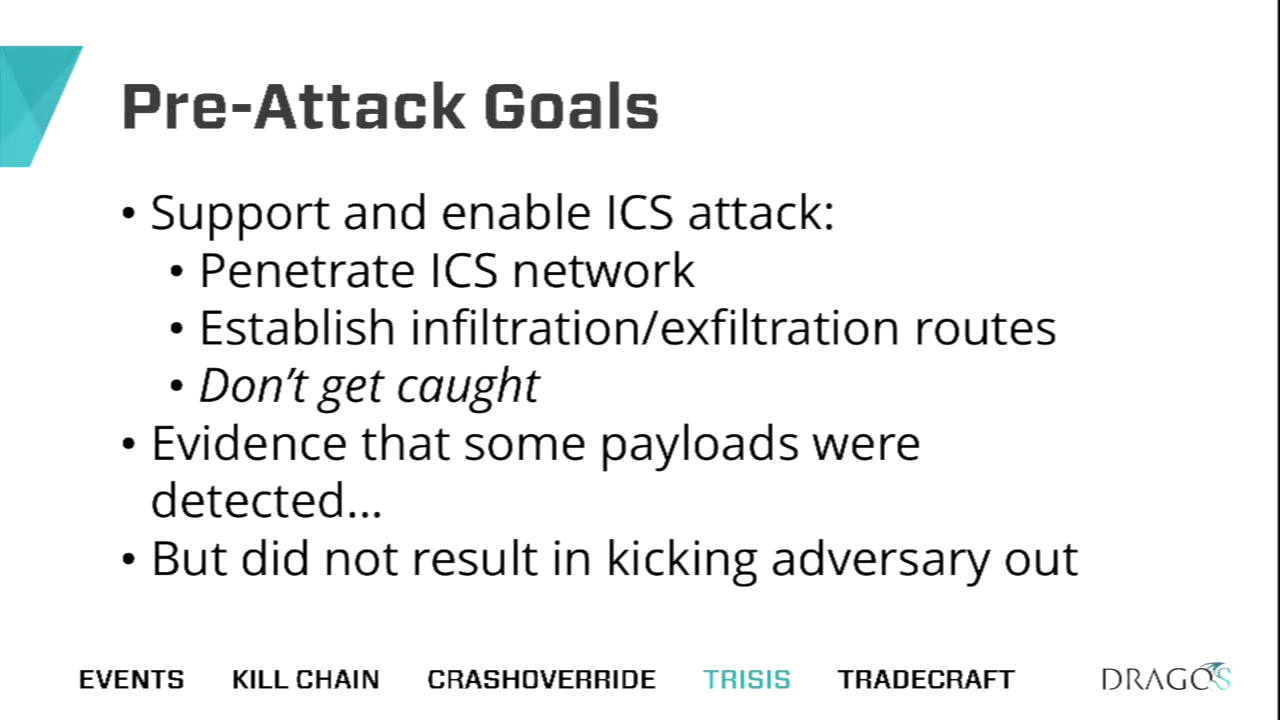 Pre-Attack Goals
• Support and enable ICS attack:
• Penetrate ICS network
• Establish infiltration/exfiltration routes
• Don't get caught
• Evidence that some payloads were
detected...
• But did not result in kicking adversary out
EVENTS KILL CHAIN CRASHOVERRIDE TRISIS TRADECRAFT DRAGOS